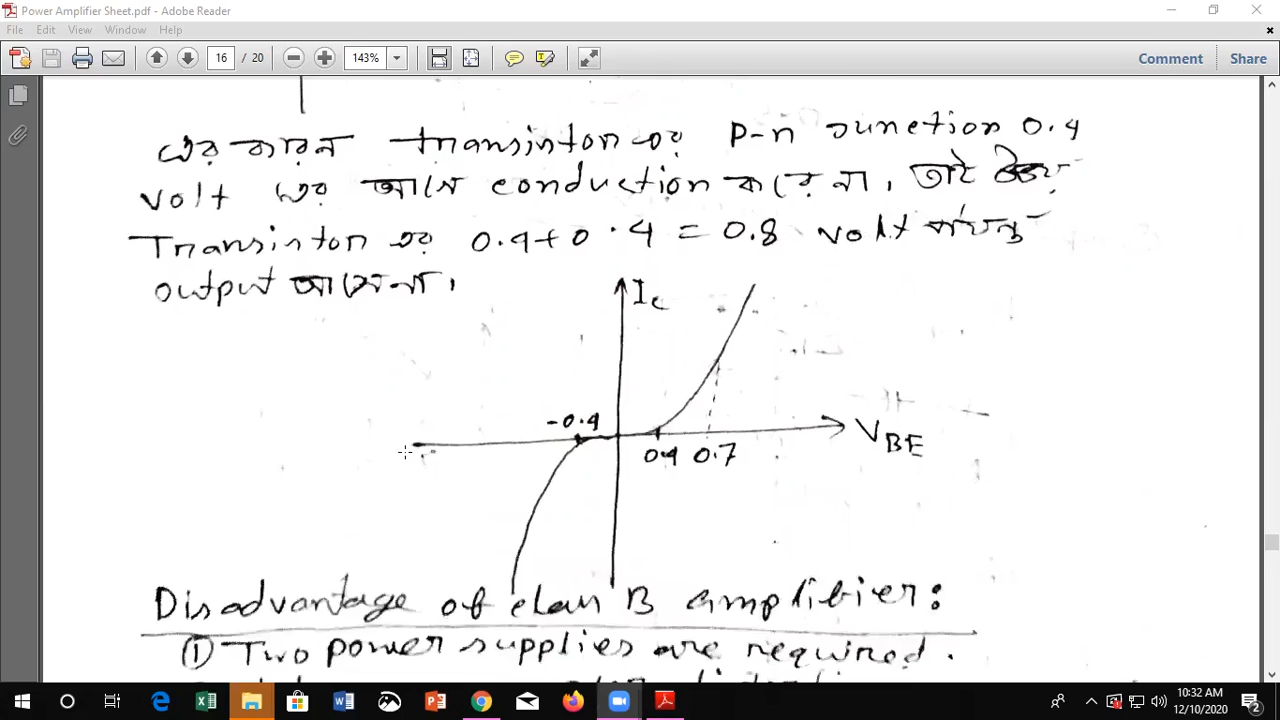 Power Amplifier Sheet.pdf - Adobe Reader
File Edit View Window Help
16 / 20 143% Comment Share
এর কারন transistor এর P-n Junction 0.4
volt এর আগে conduction করে না, তাই উভয়
Transistor এর 0.4+0.4 = 0.8 volt পর্যন্ত
output আসেনা,
Ic
-0.4
0.4 0.7 VBE
Disadvantage of class B amplifier:
① Two power supplies are required.
10:32 AM
12/10/2020
2